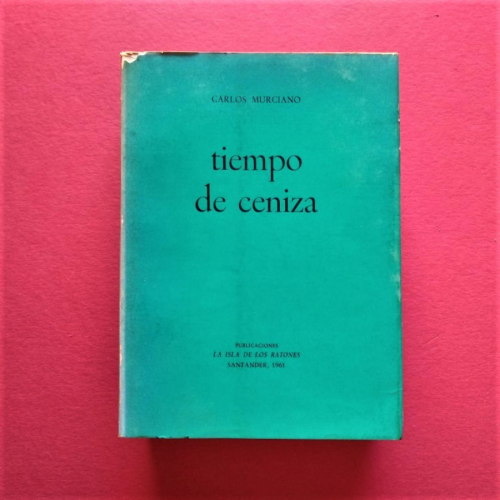 CARLOS MURCIANO
tiempo
de ceniza
PUBLICACIONES
LA ISLA DE LOS RATONES
SANTANDER, 1961